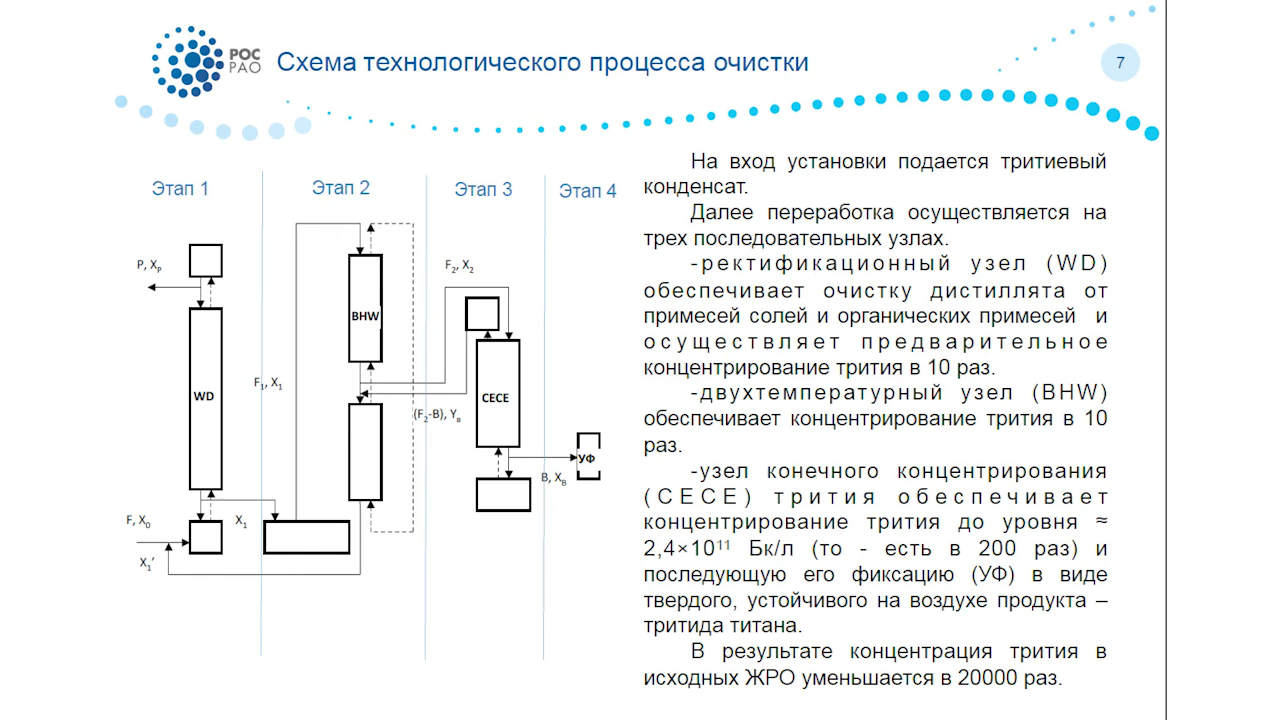 РОС
РАО
Схема технологического процесса очистки
7
Этап 1
Этап 2
Этап 3
Этап 4
P, Xp
F2, X2
BHW
WD
F1, X1
CECE
(F2-B), YB
УФ
B, XB
F, X0
X1
X1’
На вход установки подается тритиевый
конденсат.
Далее переработка осуществляется на
трех последовательных узлах.
-ректификационный узел (WD)
обеспечивает очистку дистиллята от
примесей солей и органических примесей и
осуществляет предварительное
концентрирование трития в 10 раз.
-двухтемпературный узел (BHW)
обеспечивает концентрирование трития в 10
раз.
-узел конечного концентрирования
(CECE) трития обеспечивает
концентрирование трития до уровня ≈
2,4×10¹¹ Бк/л (то - есть в 200 раз) и
последующую его фиксацию (УФ) в виде
твердого, устойчивого на воздухе продукта –
тритида титана.
В результате концентрация трития в
исходных ЖРО уменьшается в 20000 раз.